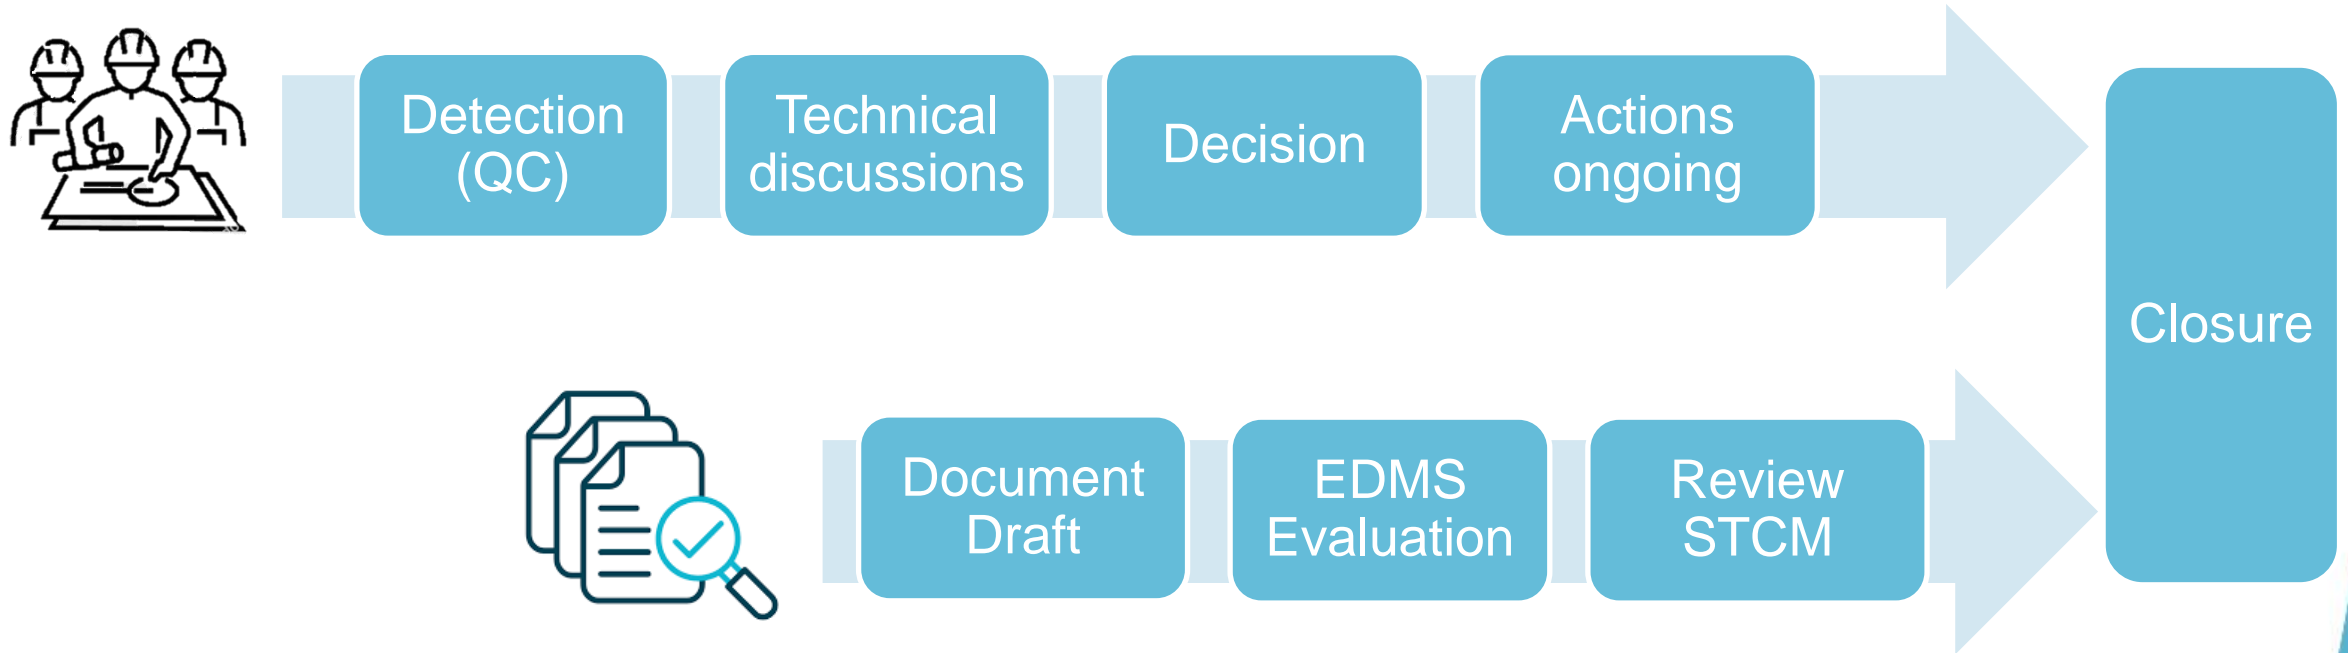 Detection
(QC)
Technical
discussions
Decision
Actions
ongoing
Closure
Document
Draft
EDMS
Evaluation
Review
STCM